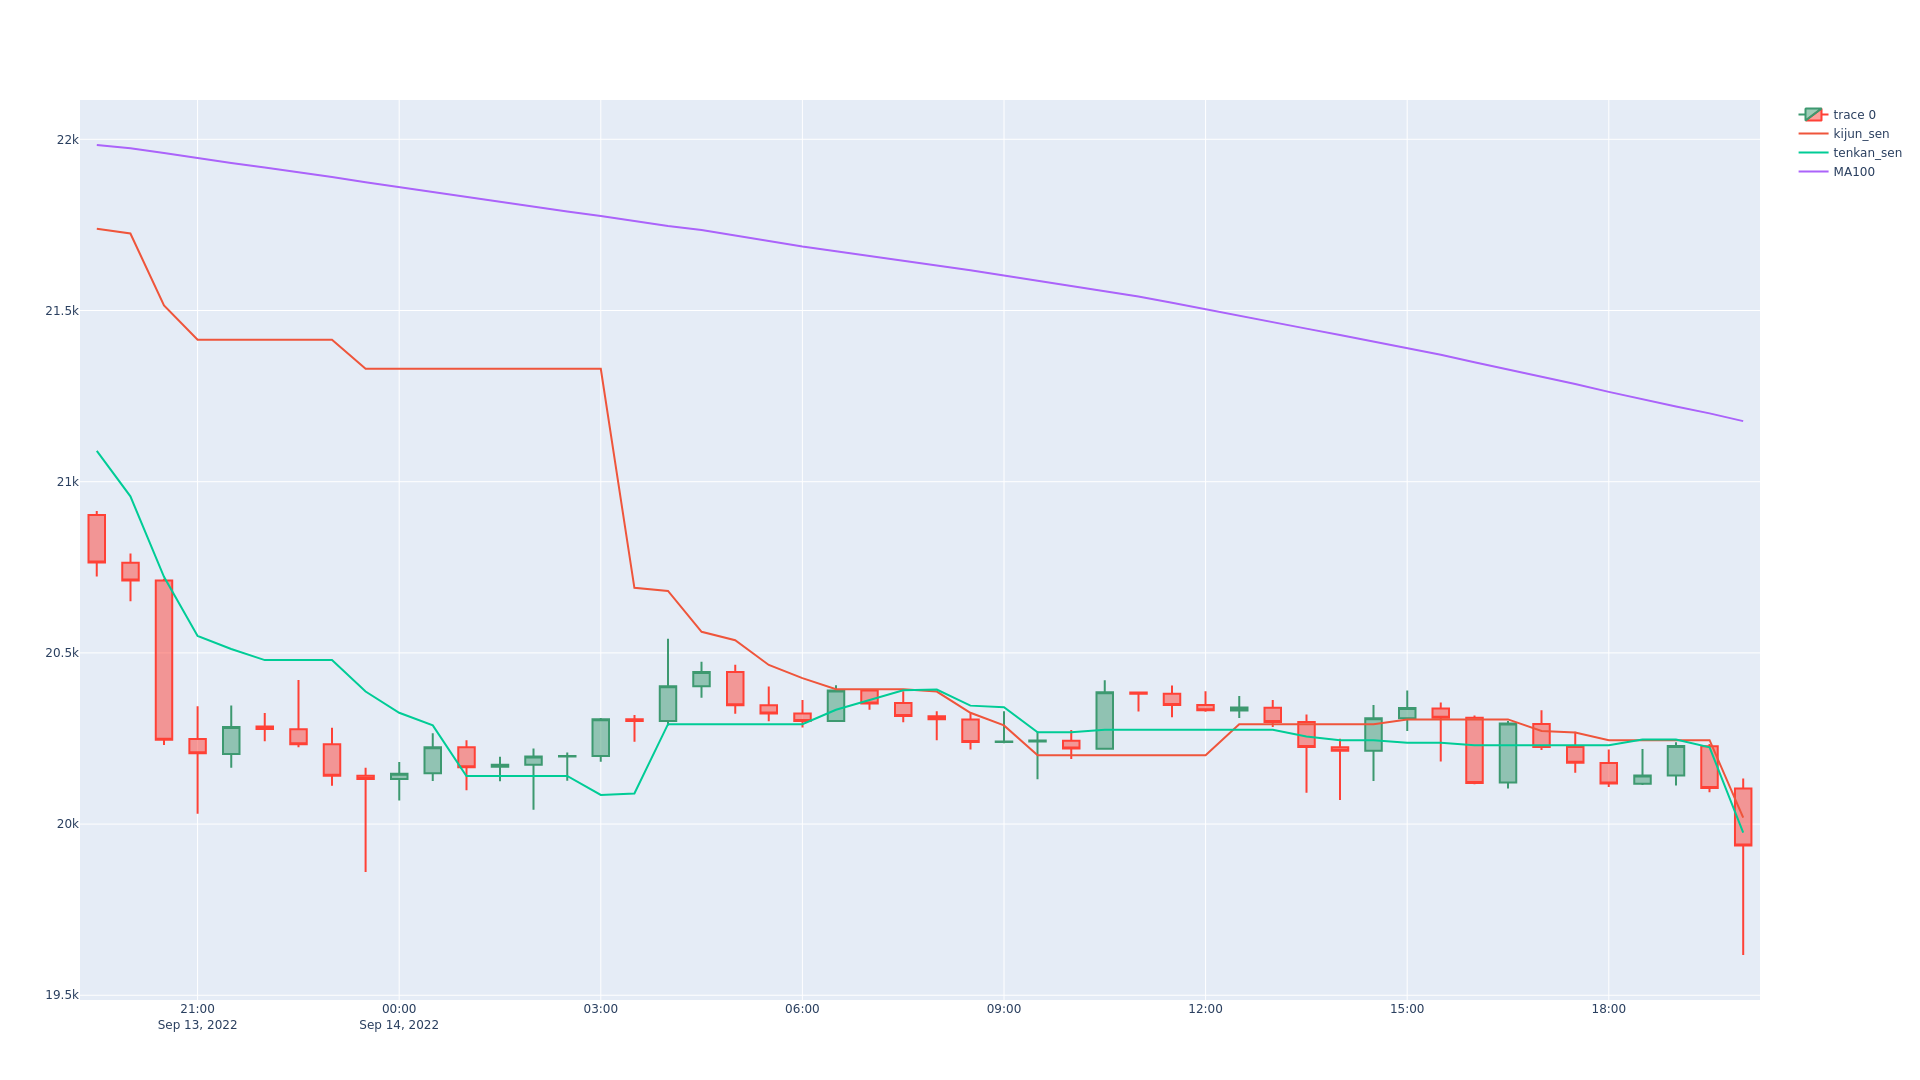 22k
21.5k
21k
20.5k
20k
19.5k
21:00
Sep 13, 2022
00:00
Sep 14, 2022
03:00
06:00
09:00
12:00
15:00
18:00
trace 0
kijun_sen
tenkan_sen
MA100